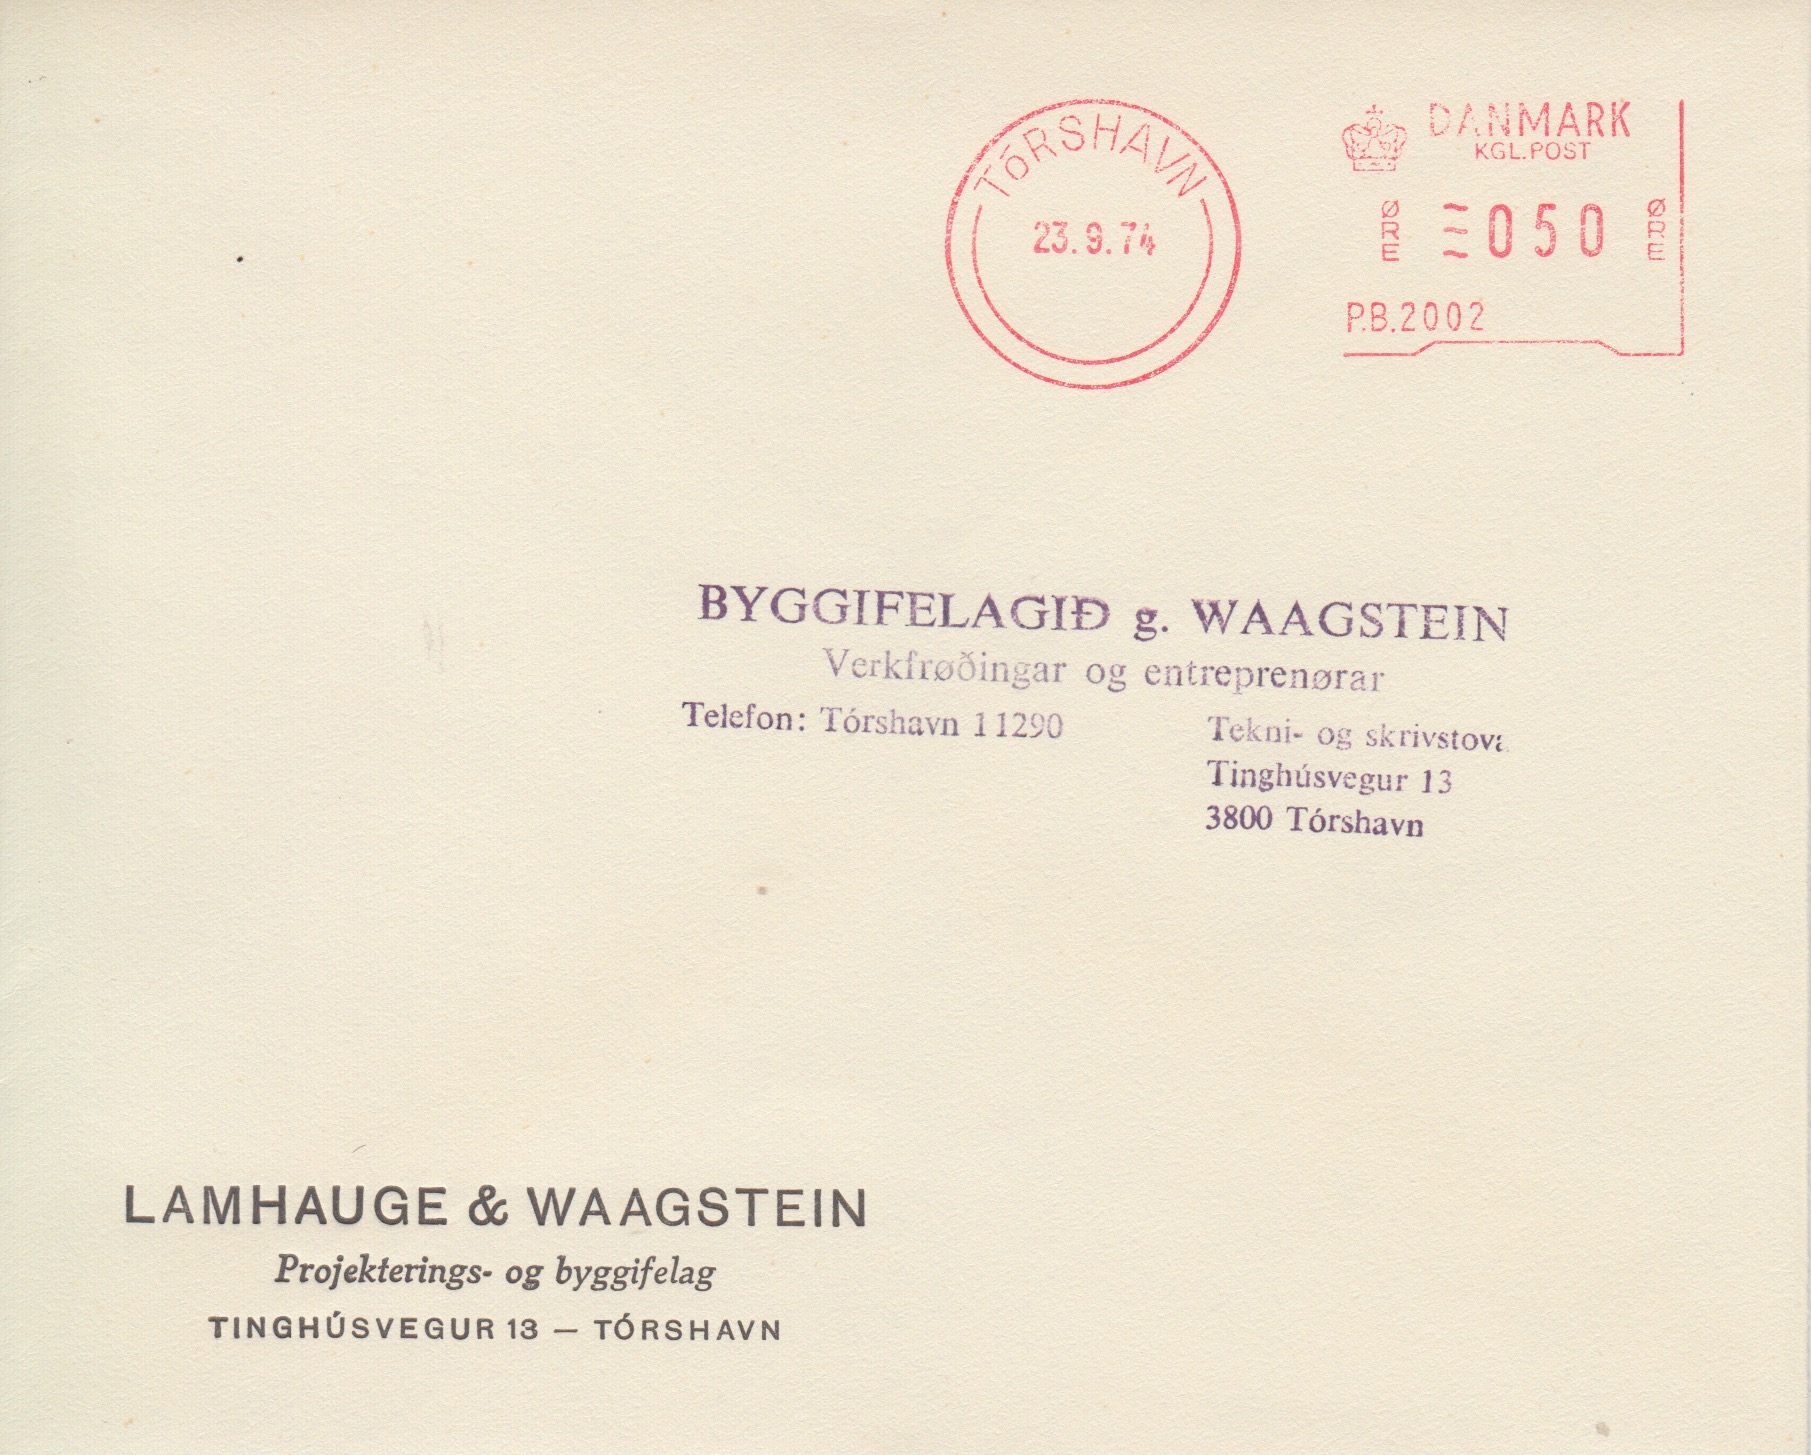 TÓRSHAVN
23.9.74
DANMARK
KGL.POST
ØRE 050 ØRE
P.B.2002
BYGGIFELAGIÐ g. WAAGSTEIN
Verkfrøðingar og entreprenørar
Telefon: Tórshavn 11290
Tekni- og skrivstova
Tinghúsvegur 13
3800 Tórshavn
LAMHAUGE & WAAGSTEIN
Projekterings- og byggifelag
TINGHÚSVEGUR 13 — TÓRSHAVN